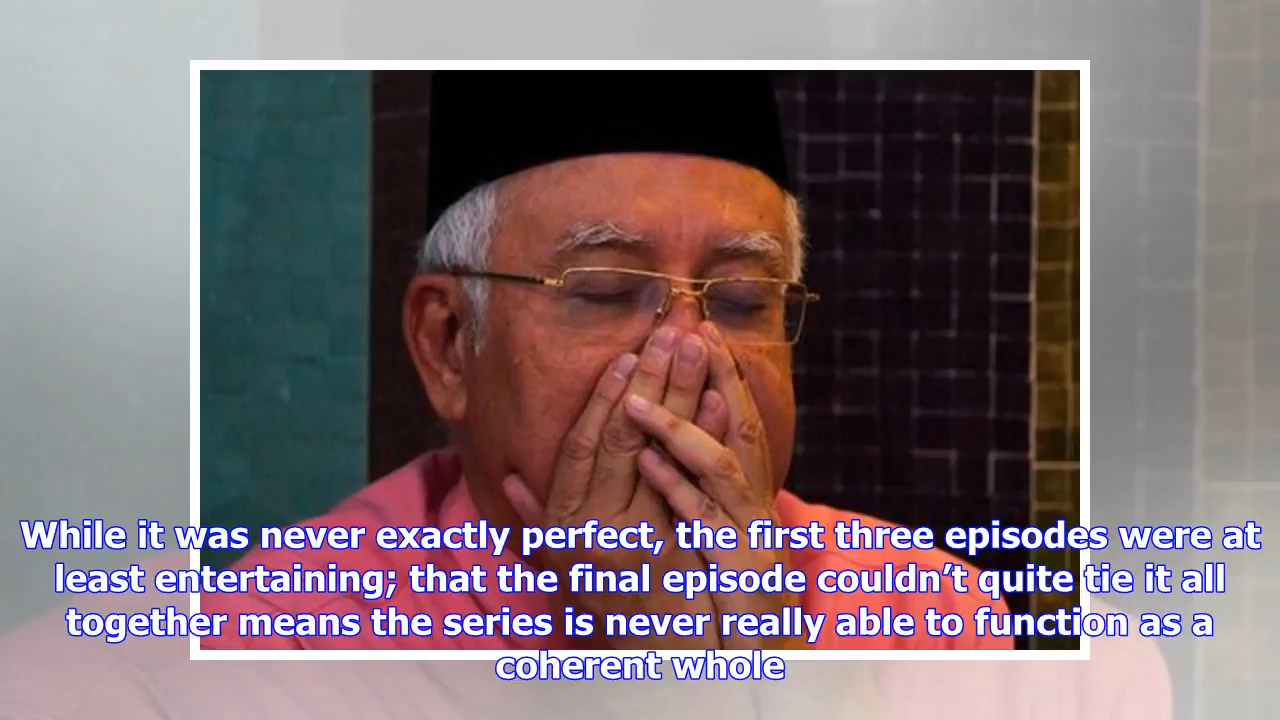 While it was never exactly perfect, the first three episodes were at
least entertaining; that the final episode couldn’t quite tie it all
together means the series is never really able to function as a
coherent whole